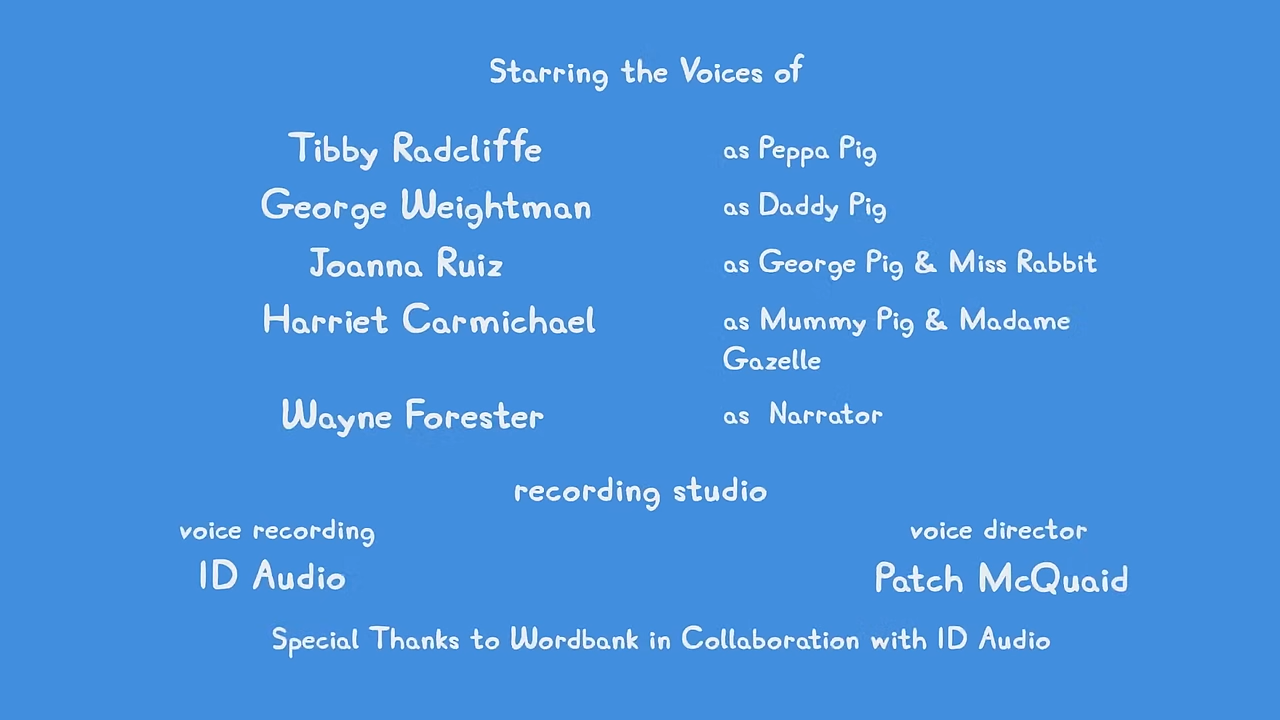 Starring the Voices of
Tibby Radcliffe as Peppa Pig
George Weightman as Daddy Pig
Joanna Ruiz as George Pig & Miss Rabbit
Harriet Carmichael as Mummy Pig & Madame
Gazelle
Wayne Forester as Narrator
recording studio
voice recording voice director
ID Audio Patch McQuaid
Special Thanks to Wordbank in Collaboration with ID Audio